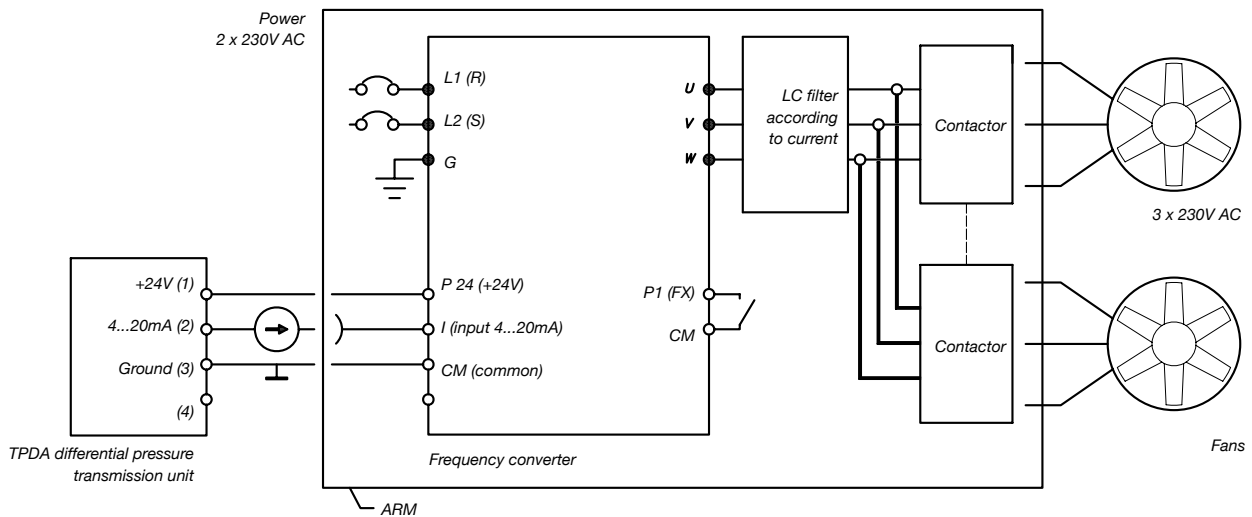 Power
2 x 230V AC
L1 (R)
L2 (S)
G
U
V
W
LC filter
according
to current
Contactor
3 x 230V AC
+24V (1)
4...20mA (2)
Ground (3)
(4)
P 24 (+24V)
I (input 4...20mA)
CM (common)
P1 (FX)
CM
Contactor
TPDA differential pressure
transmission unit
Frequency converter
Fans
ARM